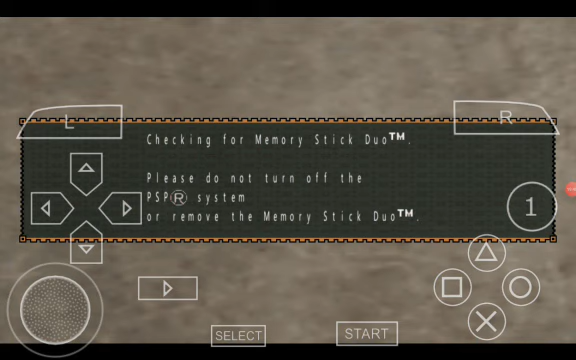 L
R
Checking for Memory Stick Duo™.
Please do not turn off the
PSP® system
or remove the Memory Stick Duo™.
1
SELECT
START